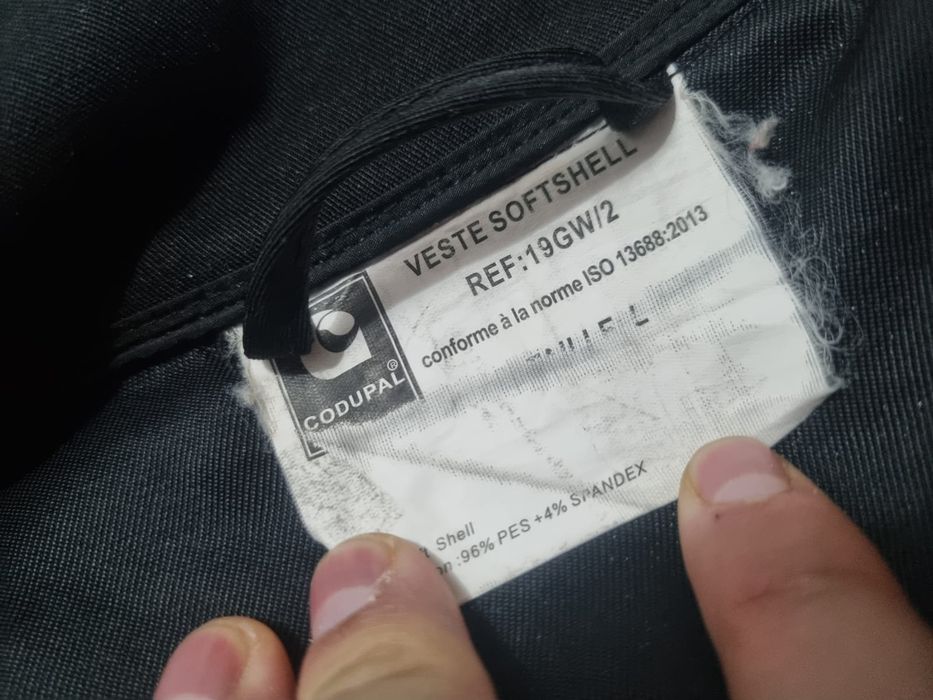 VESTE SOFTSHELL
REF:19GW/2
conforme à la norme ISO 13688:2013
L
CODUPAL®
Shell
:96% PES +4% SPANDEX